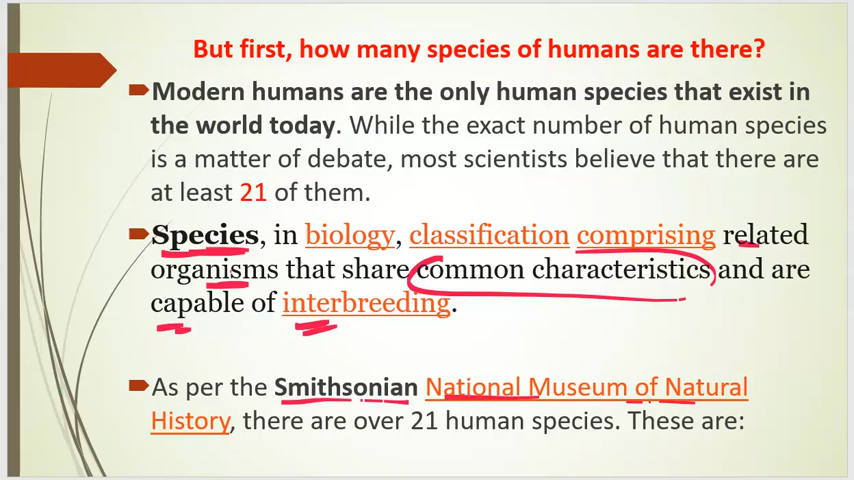 But first, how many species of humans are there?
Modern humans are the only human species that exist in
the world today. While the exact number of human species
is a matter of debate, most scientists believe that there are
at least 21 of them.
Species, in biology, classification comprising related
organisms that share common characteristics and are
capable of interbreeding.
As per the Smithsonian National Museum of Natural
History, there are over 21 human species. These are: